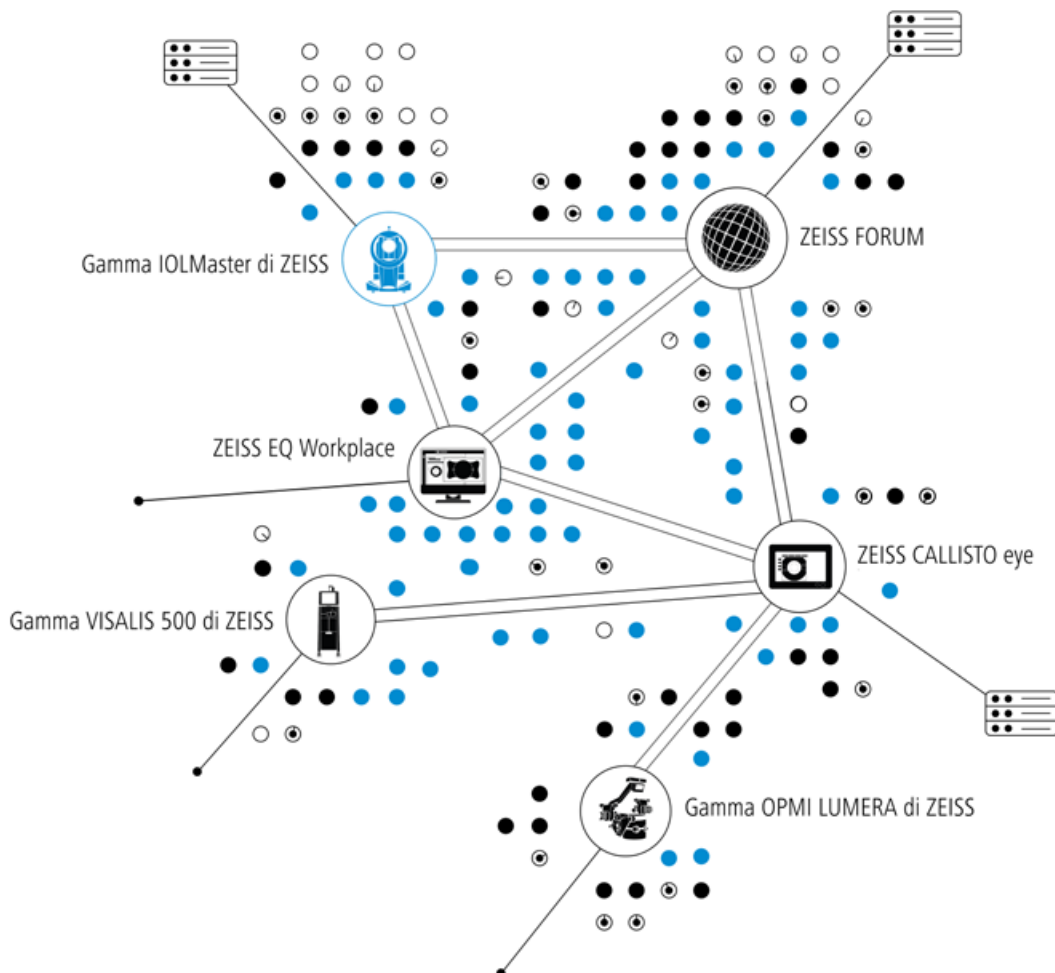 ZEISS FORUM
Gamma IOLMaster di ZEISS
ZEISS EQ Workplace
ZEISS CALLISTO eye
Gamma VISALIS 500 di ZEISS
Gamma OPMI LUMERA di ZEISS